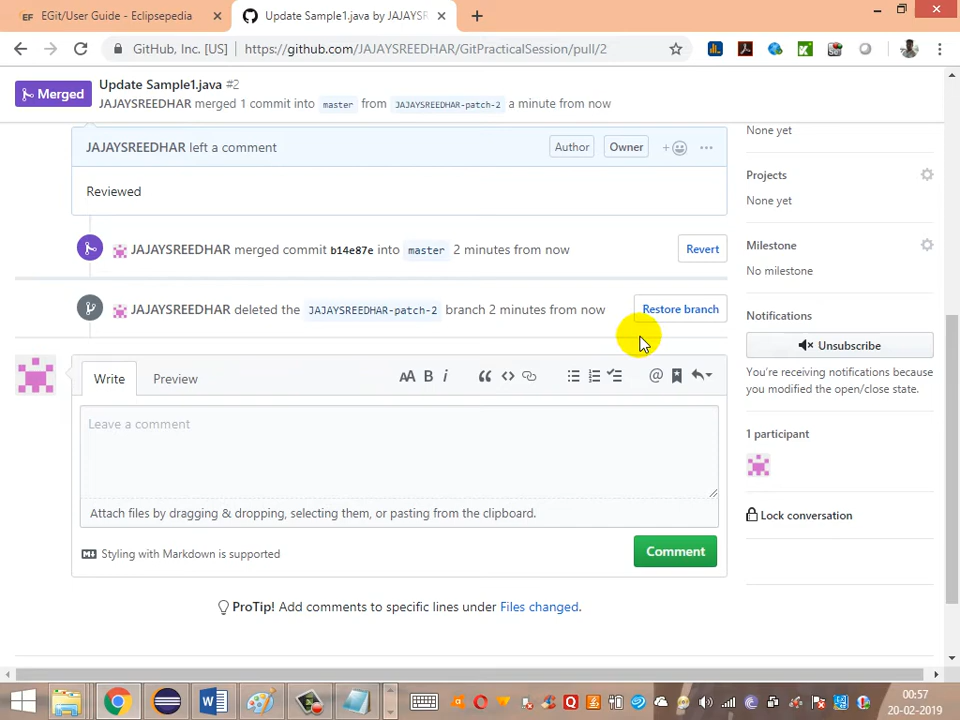 EGit/User Guide - Eclipsepedia
Update Sample1.java by JAJAYSR
GitHub, Inc. [US]
https://github.com/JAJAYSREEDHAR/GitPracticalSession/pull/2
Merged
Update Sample1.java #2
JAJAYSREEDHAR merged 1 commit into master from JAJAYSREEDHAR-patch-2 a minute from now
JAJAYSREEDHAR left a comment
Author
Owner
Reviewed
JAJAYSREEDHAR merged commit b14e87e into master 2 minutes from now
Revert
JAJAYSREEDHAR deleted the JAJAYSREEDHAR-patch-2 branch 2 minutes from now
Restore branch
Write
Preview
AA B i
Leave a comment
Attach files by dragging & dropping, selecting them, or pasting from the clipboard.
Styling with Markdown is supported
Comment
ProTip! Add comments to specific lines under Files changed.
None yet
Projects
None yet
Milestone
No milestone
Notifications
Unsubscribe
You're receiving notifications because
you modified the open/close state.
1 participant
Lock conversation
00:57
20-02-2019